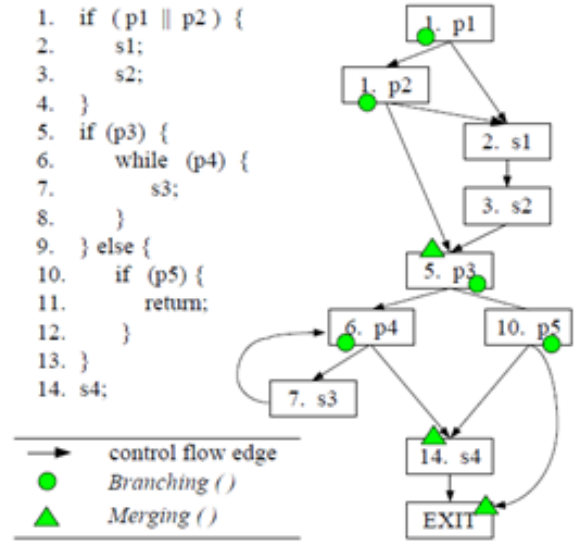 1. if ( p1 || p2 ) {
2. s1;
3. s2;
4. }
5. if (p3) {
6. while (p4) {
7. s3;
8. }
9. } else {
10. if (p5) {
11. return;
12. }
13. }
14. s4;
control flow edge
Branching ( )
Merging ( )
1. p1
1. p2
2. s1
3. s2
5. p3
6. p4
10. p5
7. s3
14. s4
EXIT